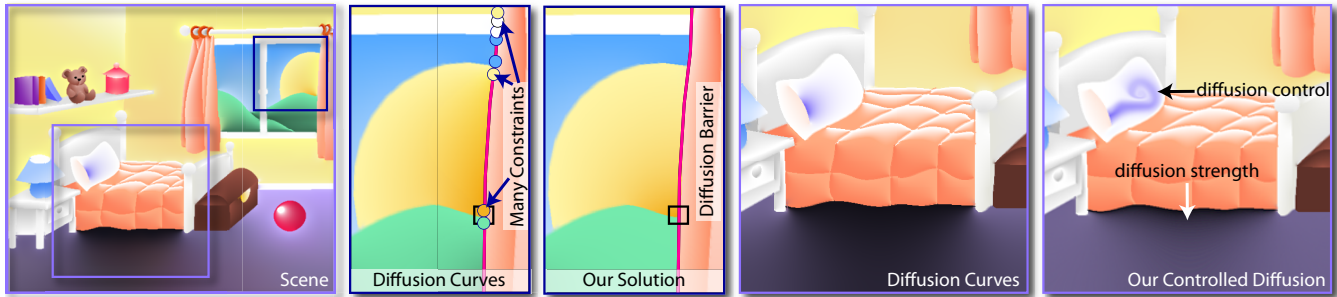 Scene
Many Constraints
Diffusion Curves
Diffusion Barrier
Our Solution
Diffusion Curves
diffusion control
diffusion strength
Our Controlled Diffusion